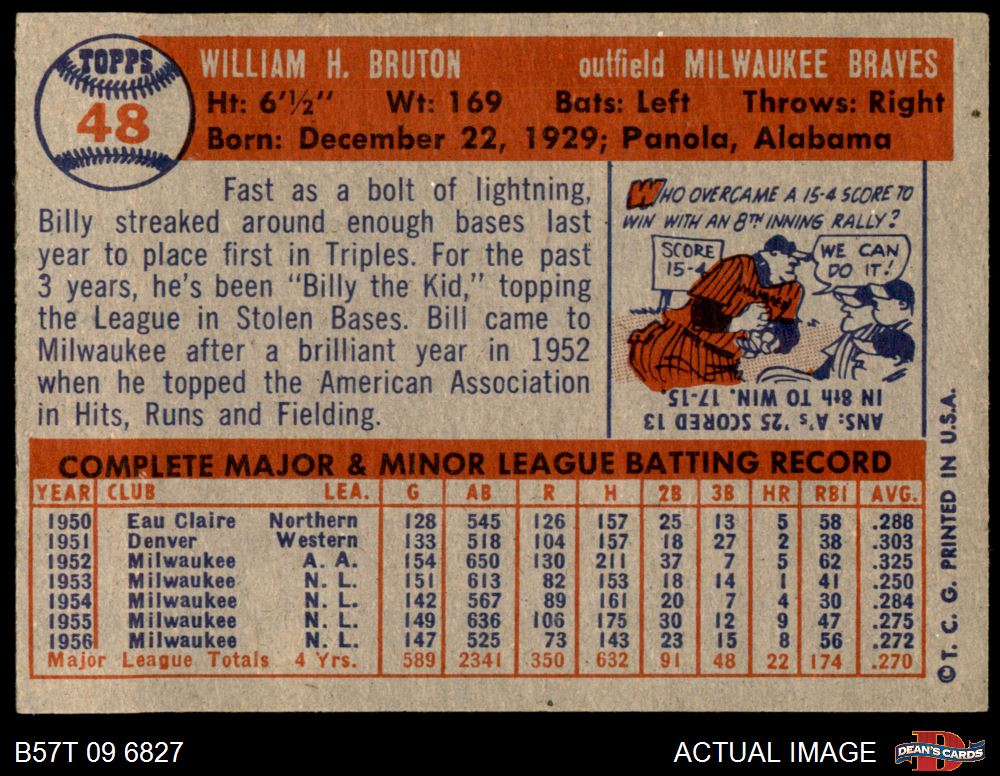 TOPPS
48
WILLIAM H. BRUTON outfield MILWAUKEE BRAVES
Ht: 6'½" Wt: 169 Bats: Left Throws: Right
Born: December 22, 1929; Panola, Alabama
Fast as a bolt of lightning,
Billy streaked around enough bases last
year to place first in Triples. For the past
3 years, he's been "Billy the Kid," topping
the League in Stolen Bases. Bill came to
Milwaukee after a brilliant year in 1952
when he topped the American Association
in Hits, Runs and Fielding.
WHO OVERCAME A 15-4 SCORE TO
WIN WITH AN 8TH INNING RALLY?
SCORE
15-4
WE CAN
DO IT!
ANS: A's '25 SCORED 13
IN 8th TO WIN. 17-15.
COMPLETE MAJOR & MINOR LEAGUE BATTING RECORD
YEAR CLUB LEA. G AB R H 2B 3B HR RBI AVG.
1950 Eau Claire Northern 128 545 126 157 25 13 5 58 .288
1951 Denver Western 133 518 104 157 18 27 2 38 .303
1952 Milwaukee A. A. 154 650 130 211 37 7 5 62 .325
1953 Milwaukee N. L. 151 613 82 153 18 14 1 41 .250
1954 Milwaukee N. L. 142 567 89 161 20 7 4 30 .284
1955 Milwaukee N. L. 149 636 106 175 30 12 9 47 .275
1956 Milwaukee N. L. 147 525 73 143 23 15 8 56 .272
Major League Totals 4 Yrs. 589 2341 350 632 91 48 22 174 .270
© T. C. G. PRINTED IN U.S.A.
B57T 09 6827
ACTUAL IMAGE
D
DEAN'S CARDS